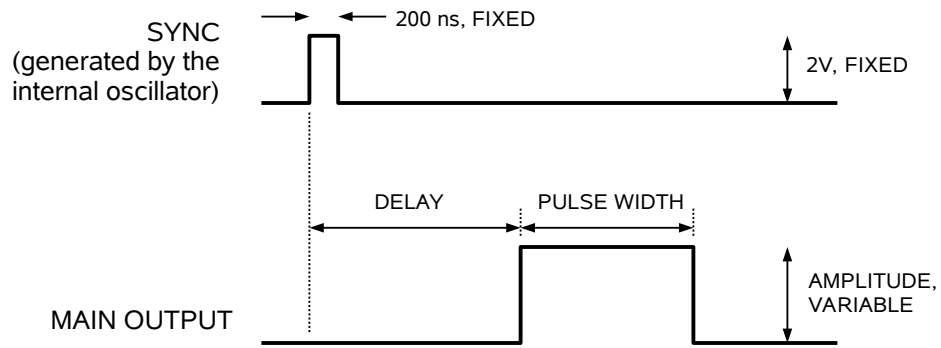 200 ns, FIXED
SYNC
(generated by the
internal oscillator)
2V, FIXED
DELAY
PULSE WIDTH
AMPLITUDE,
VARIABLE
MAIN OUTPUT